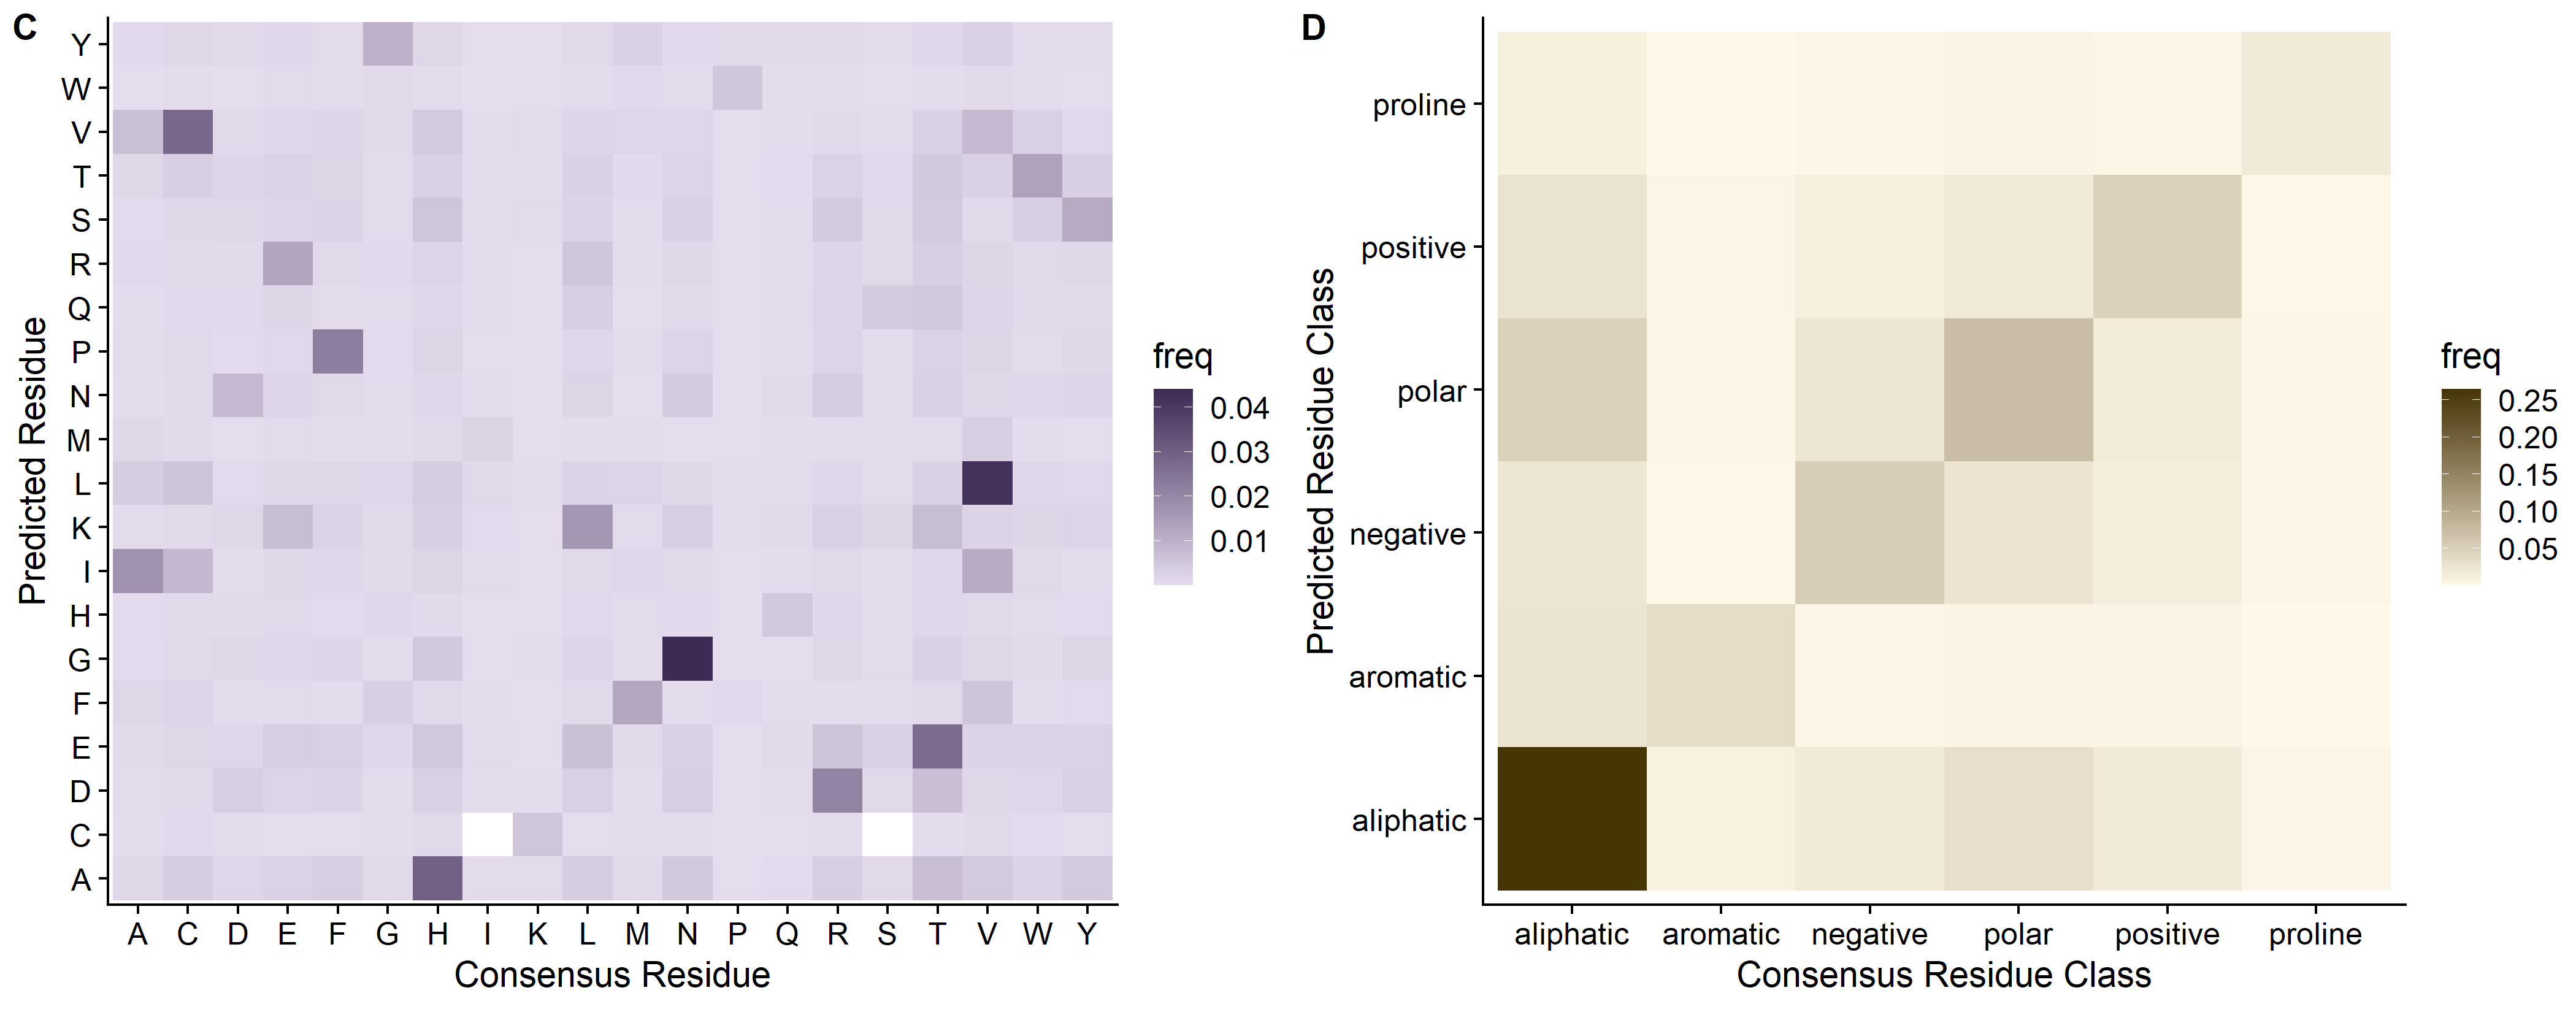 C
Predicted Residue
Y
W
V
T
S
R
Q
P
N
M
L
K
I
H
G
F
E
D
C
A
A C D E F G H I K L M N P Q R S T V W Y
Consensus Residue
freq
0.04
0.03
0.02
0.01
D
Predicted Residue Class
proline
positive
polar
negative
aromatic
aliphatic
aliphatic aromatic negative polar positive proline
Consensus Residue Class
freq
0.25
0.20
0.15
0.10
0.05